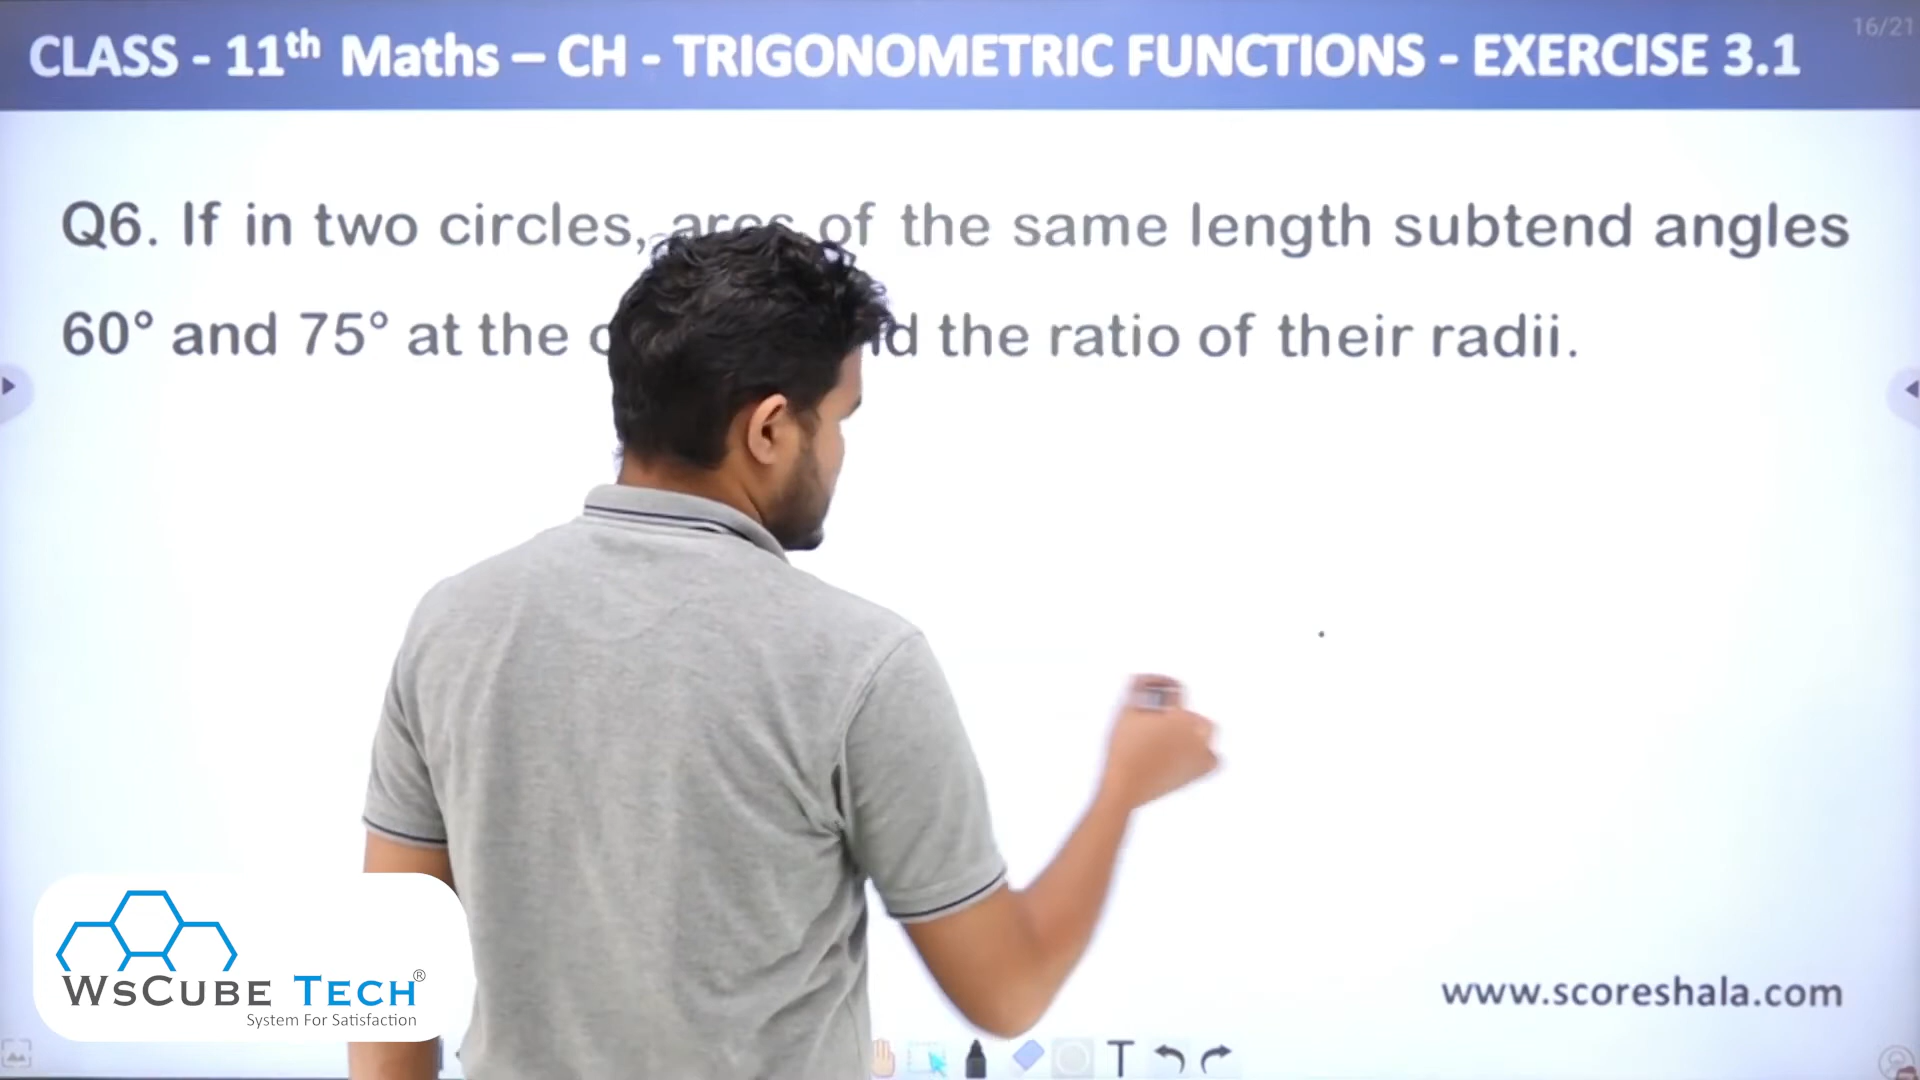 16/21
CLASS - 11th Maths – CH - TRIGONOMETRIC FUNCTIONS - EXERCISE 3.1
Q6. If in two circles, arcs of the same length subtend angles
60° and 75° at the the ratio of their radii.
WSCUBE TECH®
System For Satisfaction
www.scoreshala.com
T